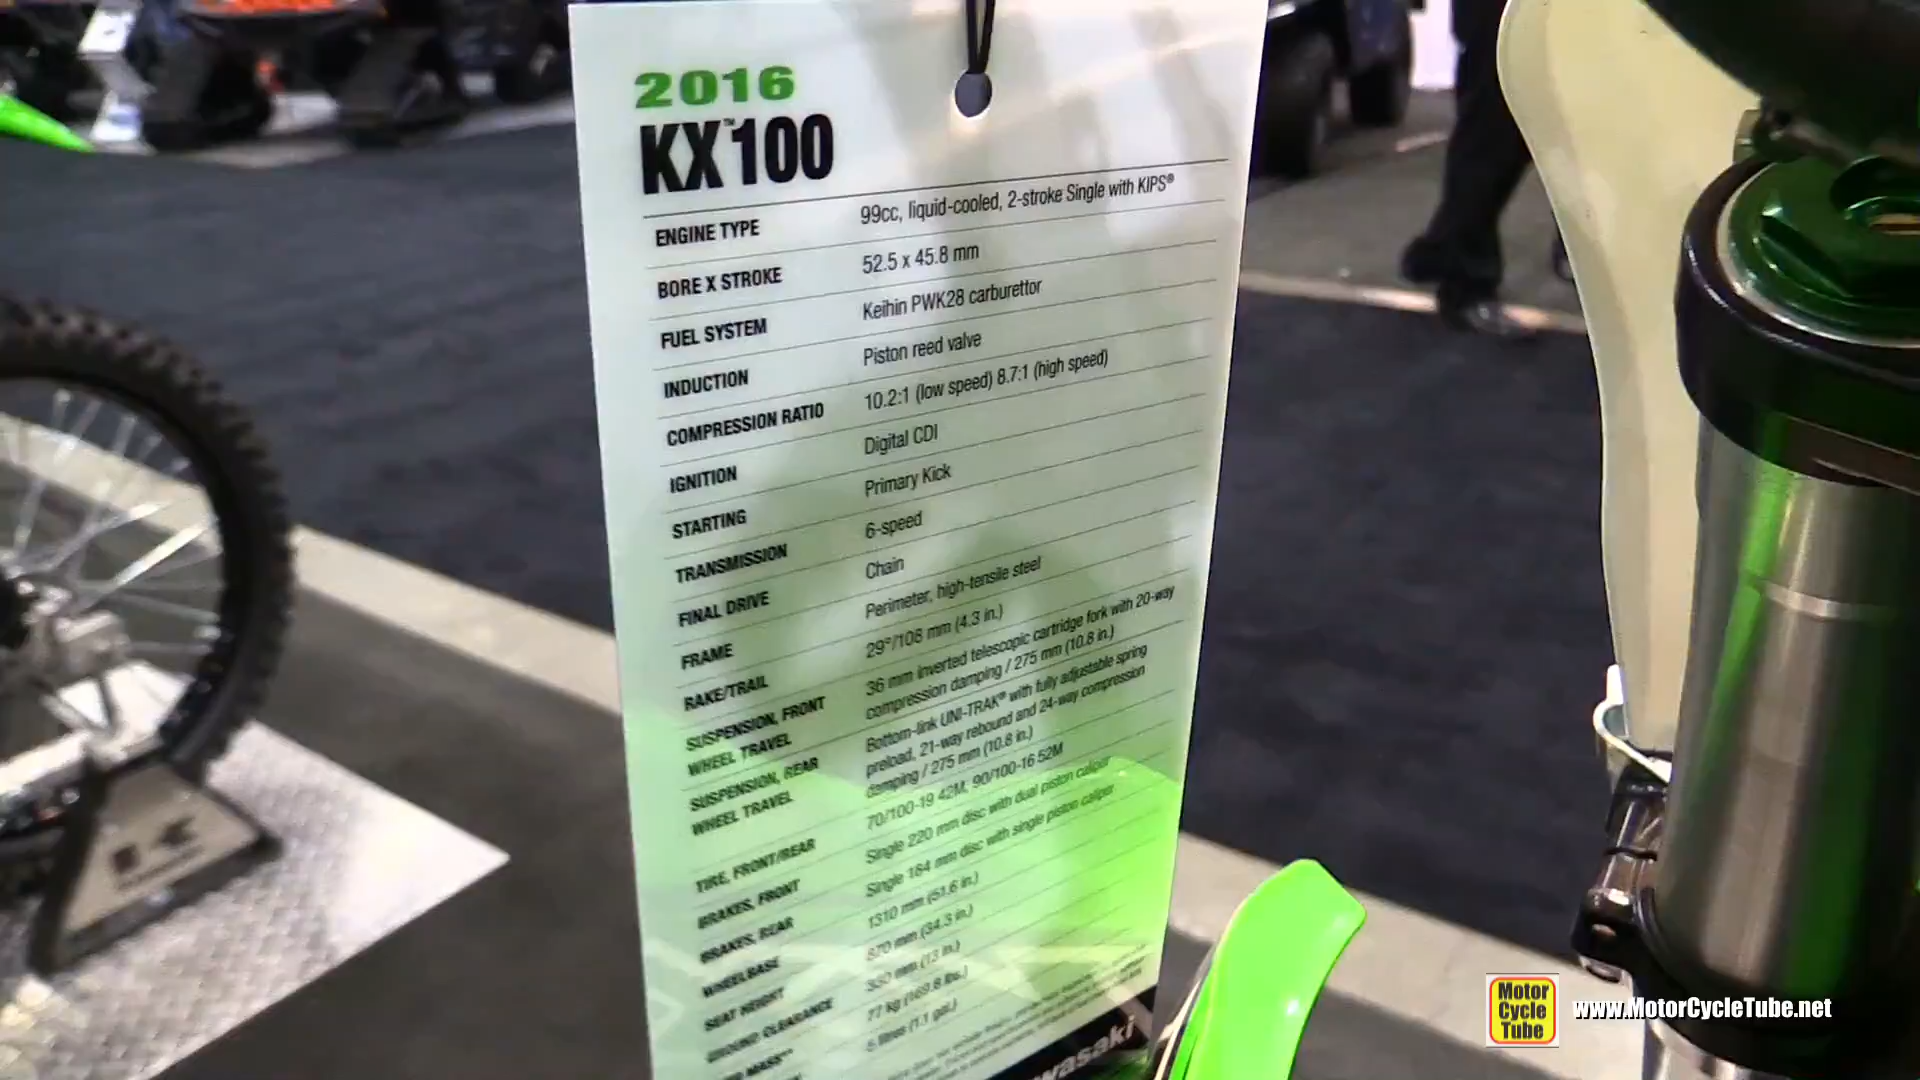 2016
KX™100
ENGINE TYPE 99cc, liquid-cooled, 2-stroke Single with KIPS®
BORE X STROKE 52.5 x 45.8 mm
FUEL SYSTEM Keihin PWK28 carburettor
INDUCTION Piston reed valve
COMPRESSION RATIO 10.2:1 (low speed) 8.7:1 (high speed)
IGNITION Digital CDI
STARTING Primary Kick
TRANSMISSION 6-speed
FINAL DRIVE Chain
FRAME Perimeter, high-tensile steel
RAKE/TRAIL 29°/108 mm (4.3 in.)
SUSPENSION, FRONT 36 mm inverted telescopic cartridge fork with 20-way
WHEEL TRAVEL compression damping / 275 mm (10.8 in.)
SUSPENSION, REAR Bottom-link UNI-TRAK® with fully adjustable spring
WHEEL TRAVEL preload, 21-way rebound and 24-way compression
damping / 275 mm (10.8 in.)
TIRE, FRONT/REAR 70/100-19 42M; 90/100-16 52M
BRAKES, FRONT Single 220 mm disc with dual piston caliper
BRAKES, REAR Single 184 mm disc with single piston caliper
WHEELBASE 1310 mm (51.6 in.)
SEAT HEIGHT 870 mm (34.3 in.)
GROUND CLEARANCE 330 mm (13 in.)
MASS** 77 kg (169.8 lbs.)
5 litres (1.1 gal.)
Motor
Cycle
Tube
www.MotorCycleTube.net